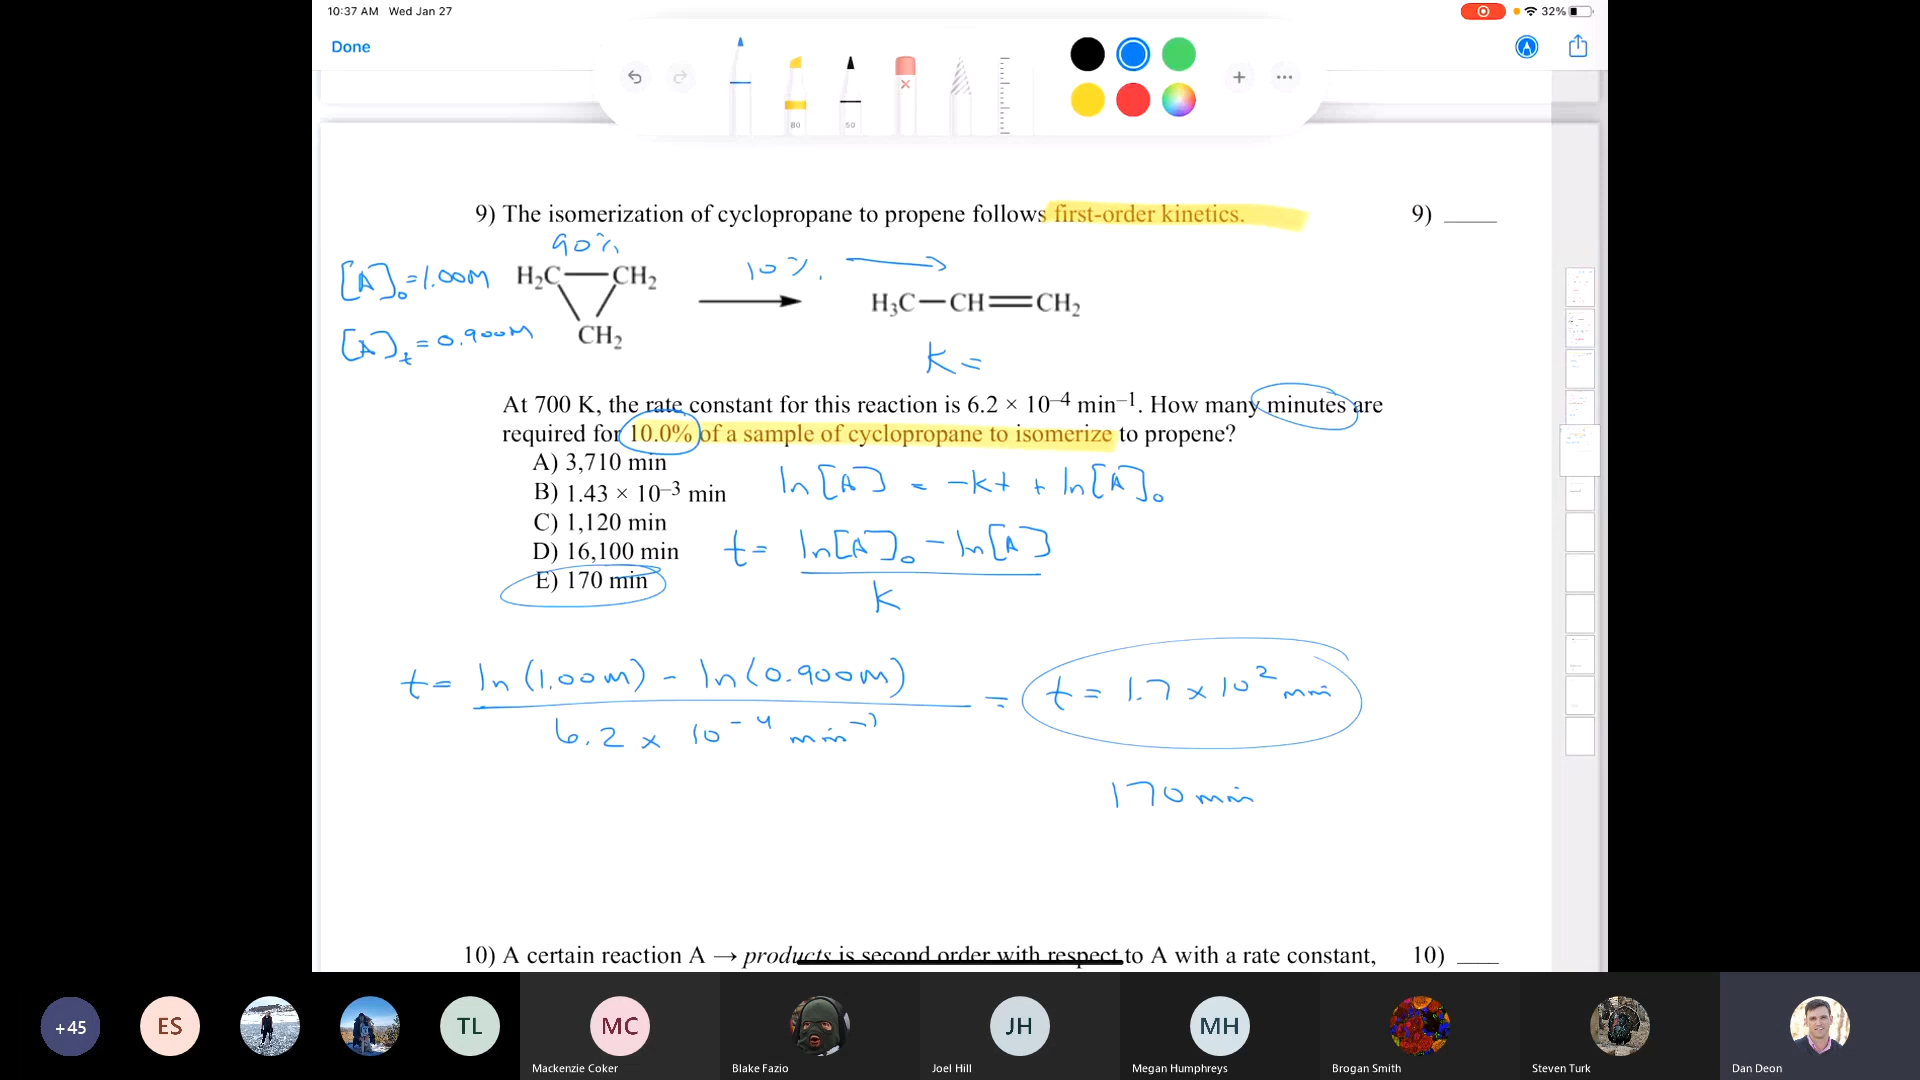 10:37 AM Wed Jan 27
32%
Done
80
50
9) The isomerization of cyclopropane to propene follows first-order kinetics.
9) ____
90%
[A]₀=1.00M
H₂C—CH₂
10%.
H₃C—CH=CH₂
[A]ₜ=0.900M
CH₂
K=
At 700 K, the rate constant for this reaction is 6.2 × 10⁻⁴ min⁻¹. How many minutes are
required for 10.0% of a sample of cyclopropane to isomerize to propene?
A) 3,710 min
B) 1.43 × 10⁻³ min
C) 1,120 min
D) 16,100 min
E) 170 min
ln[A] = -kt + ln[A]₀
t= ln[A]₀ - ln[A]
k
t= ln(1.00M) - ln(0.900M)
6.2 x 10⁻⁴ min⁻¹
= t = 1.7 x 10² min
170 min
10) A certain reaction A → products is second order with respect to A with a rate constant,
10) ____
+45
ES
TL
MC
JH
MH
Mackenzie Coker
Blake Fazio
Joel Hill
Megan Humphreys
Brogan Smith
Steven Turk
Dan Deon